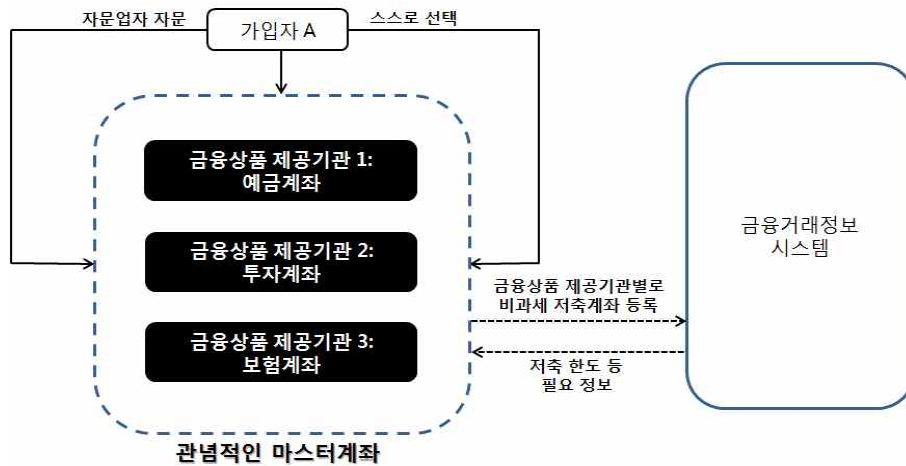 자문업자 자문
가입자 A
스스로 선택
금융상품 제공기관 1:
예금계좌
금융상품 제공기관 2:
투자계좌
금융상품 제공기관 3:
보험계좌
관념적인 마스터계좌
금융상품 제공기관별로
비과세 저축계좌 등록
저축 한도 등
필요 정보
금융거래정보
시스템